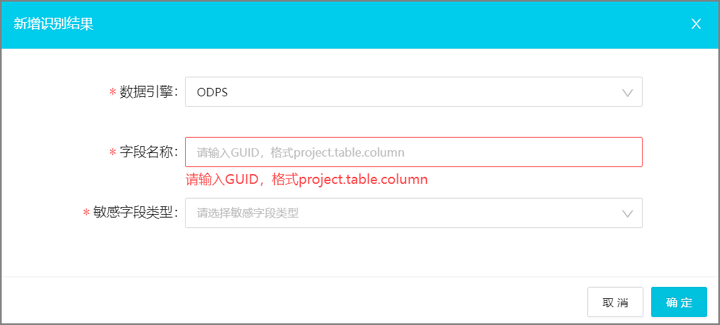 新增识别结果 X
* 数据引擎： ODPS
* 字段名称： 请输入GUID，格式project.table.column
请输入GUID，格式project.table.column
* 敏感字段类型： 请选择敏感字段类型
取消 确定